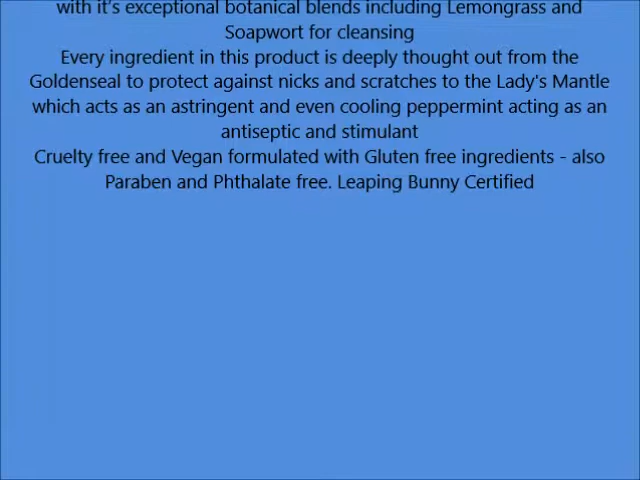 with it's exceptional botanical blends including Lemongrass and
Soapwort for cleansing
Every ingredient in this product is deeply thought out from the
Goldenseal to protect against nicks and scratches to the Lady's Mantle
which acts as an astringent and even cooling peppermint acting as an
antiseptic and stimulant
Cruelty free and Vegan formulated with Gluten free ingredients - also
Paraben and Phthalate free. Leaping Bunny Certified